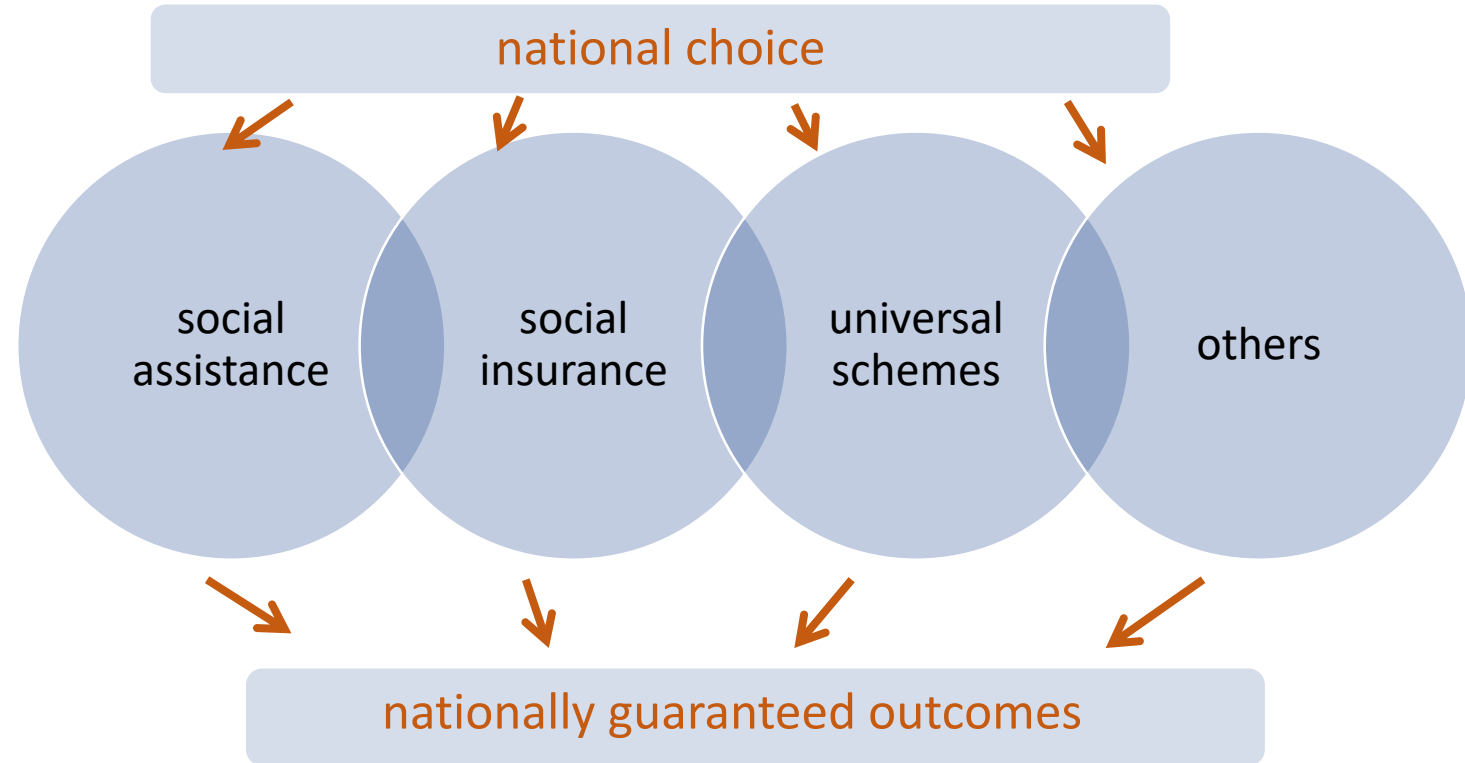 national choice
social
assistance
social
insurance
universal
schemes
others
nationally guaranteed outcomes